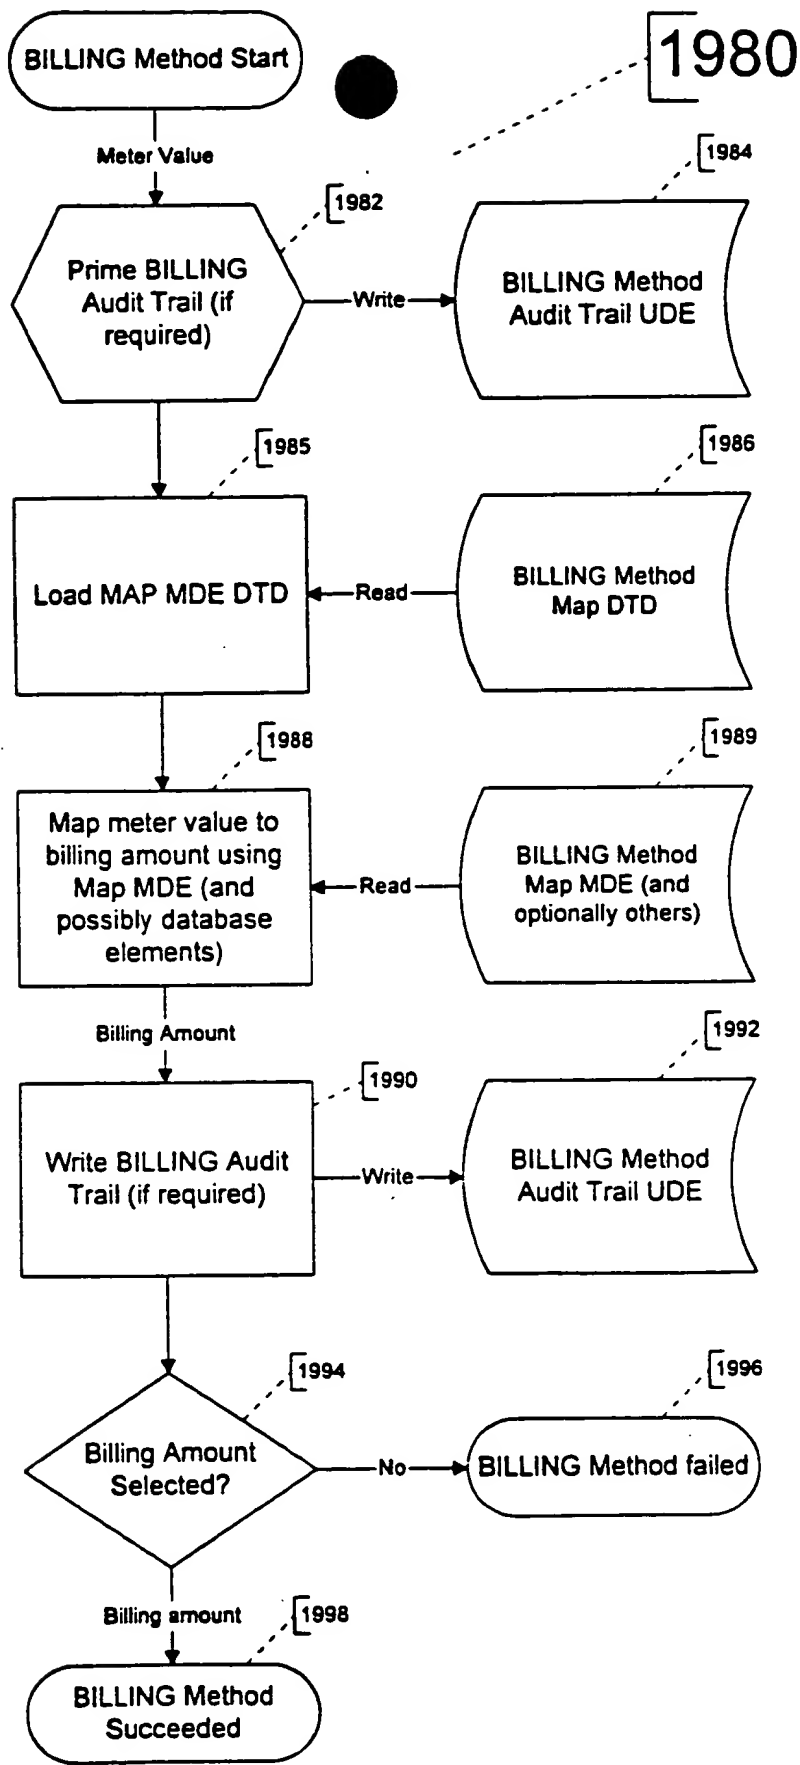 BILLING Method Start
1980
Meter Value
1984
1982
Prime BILLING
Audit Trail (if
required)
Write
BILLING Method
Audit Trail UDE
1985
1986
Load MAP MDE DTD
Read
BILLING Method
Map DTD
1988
1989
Map meter value to
billing amount using
Map MDE (and
possibly database
elements)
Read
BILLING Method
Map MDE (and
optionally others)
Billing Amount
1992
1990
Write BILLING Audit
Trail (if required)
Write
BILLING Method
Audit Trail UDE
1994
1996
Billing Amount
Selected?
No
BILLING Method failed
Billing amount
1998
BILLING Method
Succeeded